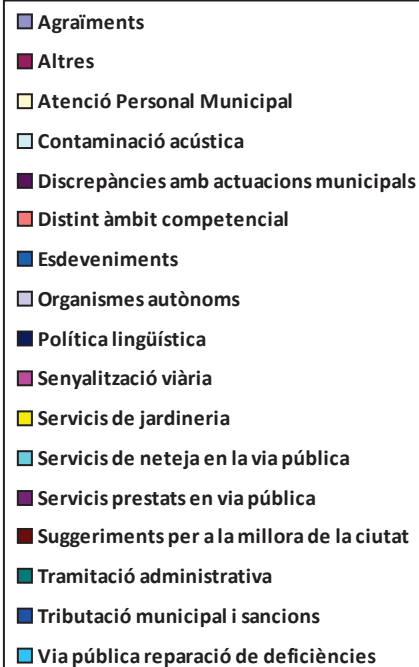 Agraïments
Altres
Atenció Personal Municipal
Contaminació acústica
Discrepàncies amb actuacions municipals
Distint àmbit competencial
Esdeveniments
Organismes autònoms
Política lingüística
Senyalització viària
Servicis de jardineria
Servicis de neteja en la via pública
Servicis prestats en via pública
Suggeriments per a la millora de la ciutat
Tramitació administrativa
Tributació municipal i sancions
Via pública reparació de deficiències